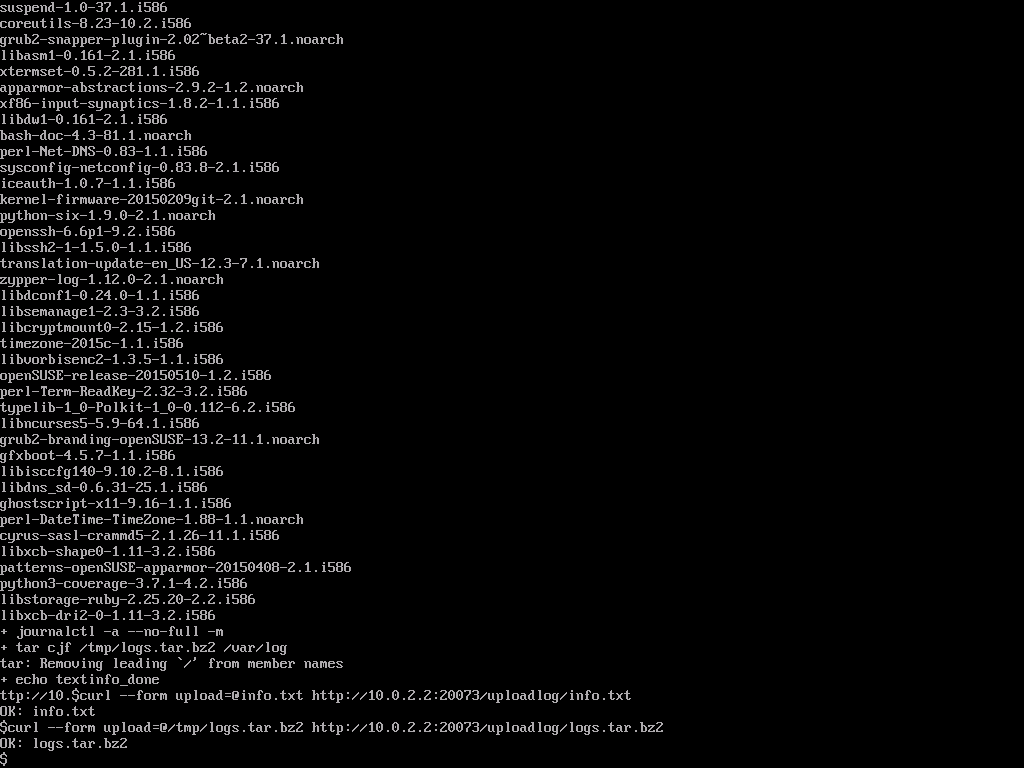 suspend-1.0-37.1.i586
coreutils-8.23-10.2.i586
grub2-snapper-plugin-2.02~beta2-37.1.noarch
libasm1-0.161-2.1.i586
xtermset-0.5.2-281.1.i586
apparmor-abstractions-2.9.2-1.2.noarch
xf86-input-synaptics-1.8.2-1.1.i586
libdw1-0.161-2.1.i586
bash-doc-4.3-81.1.noarch
perl-Net-DNS-0.83-1.1.i586
sysconfig-netconfig-0.83.8-2.1.i586
iceauth-1.0.7-1.1.i586
kernel-firmware-20150209git-2.1.noarch
python-six-1.9.0-2.1.noarch
openssh-6.6p1-9.2.i586
libssh2-1-1.5.0-1.1.i586
translation-update-en_US-12.3-7.1.noarch
zypper-log-1.12.0-2.1.noarch
libdconf1-0.24.0-1.1.i586
libsemanage1-2.3-3.2.i586
libcryptmount0-2.15-1.2.i586
timezone-2015c-1.1.i586
libvorbisenc2-1.3.5-1.1.i586
openSUSE-release-20150510-1.2.i586
perl-Term-ReadKey-2.32-3.2.i586
typelib-1_0-Polkit-1_0-0.112-6.2.i586
libncurses5-5.9-64.1.i586
grub2-branding-openSUSE-13.2-11.1.noarch
gfxboot-4.5.7-1.1.i586
libisccfg140-9.10.2-8.1.i586
libdns_sd-0.6.31-25.1.i586
ghostscript-x11-9.16-1.1.i586
perl-DateTime-TimeZone-1.88-1.1.noarch
cyrus-sasl-crammd5-2.1.26-11.1.i586
libxcb-shape0-1.11-3.2.i586
patterns-openSUSE-apparmor-20150408-2.1.i586
python3-coverage-3.7.1-4.2.i586
libstorage-ruby-2.25.20-2.2.i586
libxcb-dri2-0-1.11-3.2.i586
+ journalctl -a --no-full -m
+ tar cjf /tmp/logs.tar.bz2 /var/log
tar: Removing leading `/' from member names
+ echo textinfo_done
ttp://10.$curl --form upload=@info.txt http://10.0.2.2:20073/uploadlog/info.txt
OK: info.txt
$curl --form upload=@/tmp/logs.tar.bz2 http://10.0.2.2:20073/uploadlog/logs.tar.bz2
OK: logs.tar.bz2
$